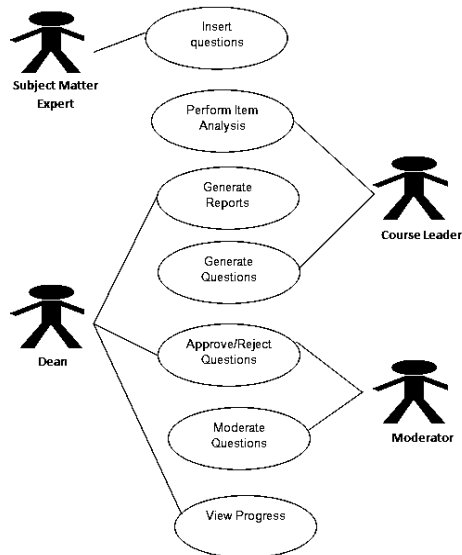 Insert
questions
Subject Matter
Expert
Perform Item
Analysis
Generate
Reports
Course Leader
Generate
Questions
Dean
Approve/Reject
Questions
Moderate
Questions
Moderator
View Progress